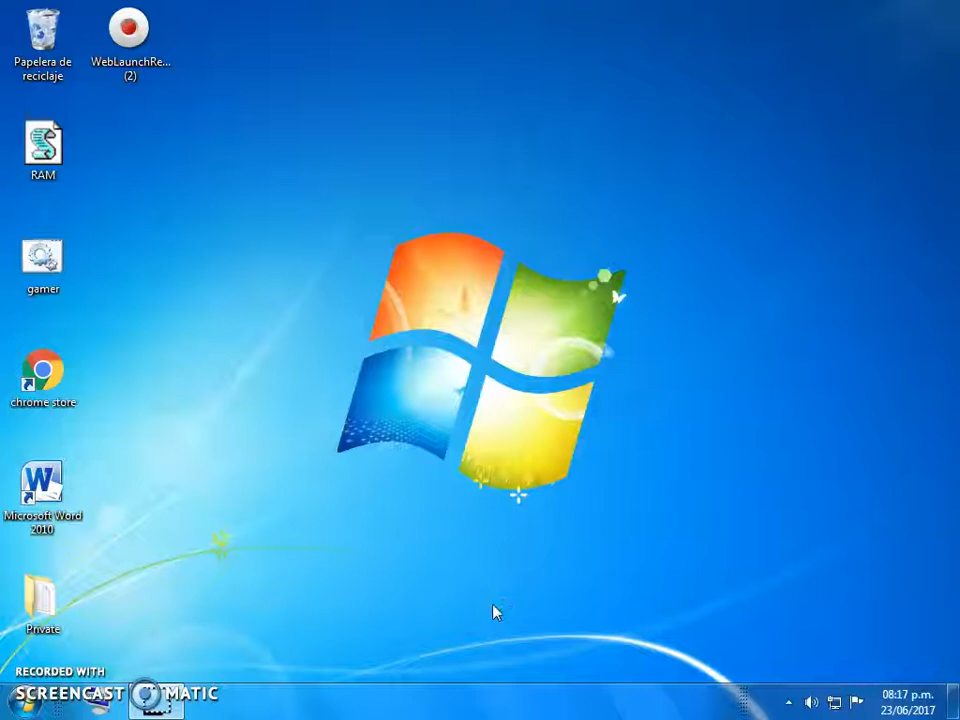 Papelera de
reciclaje
WebLaunchRe...
(2)
RAM
gamer
chrome store
Microsoft Word
2010
Private
RECORDED WITH
SCREENCAST MATIC
08:17 p.m.
23/06/2017